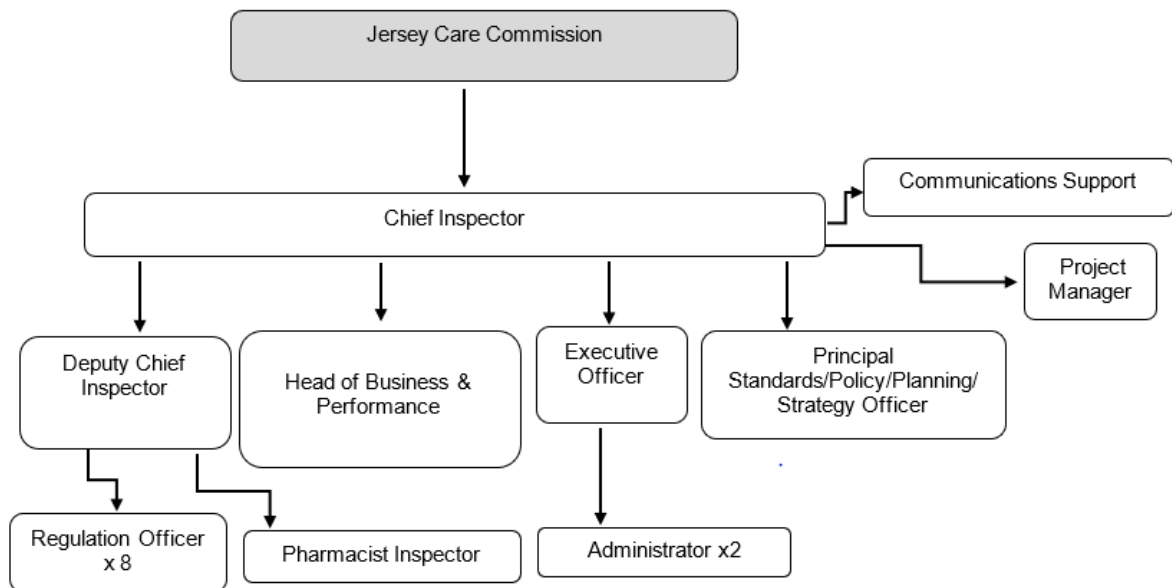 Jersey Care Commission
Communications Support
Chief Inspector
Project
Manager
Deputy Chief
Inspector
Head of Business &
Performance
Executive
Officer
Principal
Standards/Policy/Planning/
Strategy Officer
Regulation Officer
x 8
Pharmacist Inspector
Administrator x2